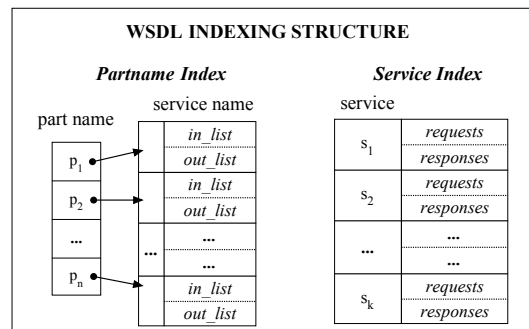 WSDL INDEXING STRUCTURE
Partname Index
Service Index
service name
service
part name
p1
p2
...
pn
...
in_list
out_list
in_list
out_list
...
...
in_list
out_list
s1
requests
responses
s2
requests
responses
...
...
...
sk
requests
responses